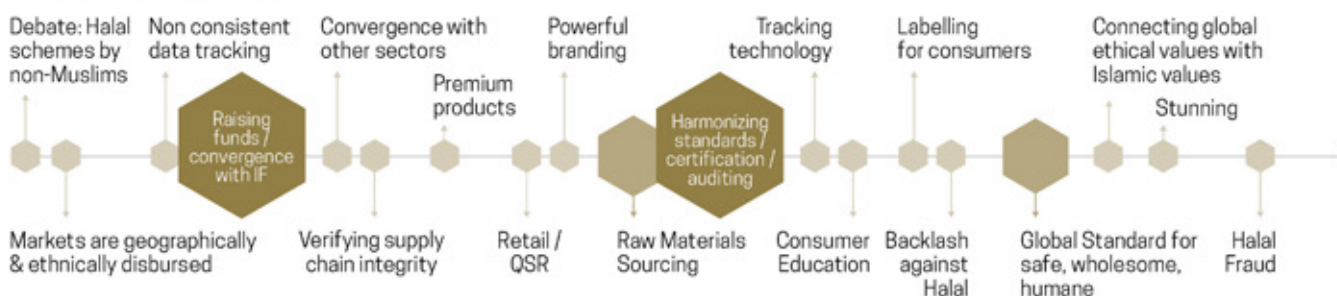 Debate: Halal
schemes by
non-Muslims
Non consistent
data tracking
Convergence with
other sectors
Premium
products
Powerful
branding
Tracking
technology
Labelling
for consumers
Connecting global
ethical values with
Islamic values
Stunning
Raising
funds /
convergence
with IF
Harmonizing
standards /
certification /
auditing
Markets are geographically
& ethnically disbursed
Verifying supply
chain integrity
Retail /
QSR
Raw Materials
Sourcing
Consumer
Education
Backlash
against
Halal
Global Standard for
safe, wholesome,
humane
Halal
Fraud